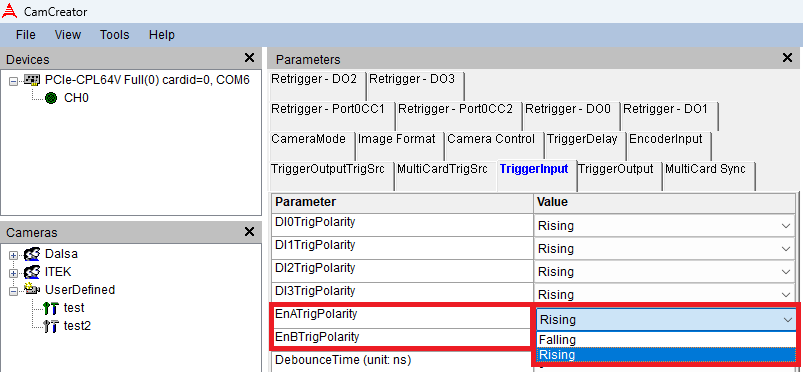 CamCreator
File View Tools Help
Devices
PCIe-CPL64V Full(0) cardid=0, COM6
CH0
Cameras
Dalsa
ITEK
UserDefined
test
test2
Parameters
Retrigger - DO2 Retrigger - DO3
Retrigger - Port0CC1 Retrigger - Port0CC2 Retrigger - DO0 Retrigger - DO1
CameraMode Image Format Camera Control TriggerDelay EncoderInput
TriggerOutputTrigSrc MultiCardTrigSrc TriggerInput TriggerOutput MultiCard Sync
Parameter Value
DI0TrigPolarity Rising
DI1TrigPolarity Rising
DI2TrigPolarity Rising
DI3TrigPolarity Rising
EnATrigPolarity Rising
EnBTrigPolarity Falling
Rising
DebounceTime (unit: ns)